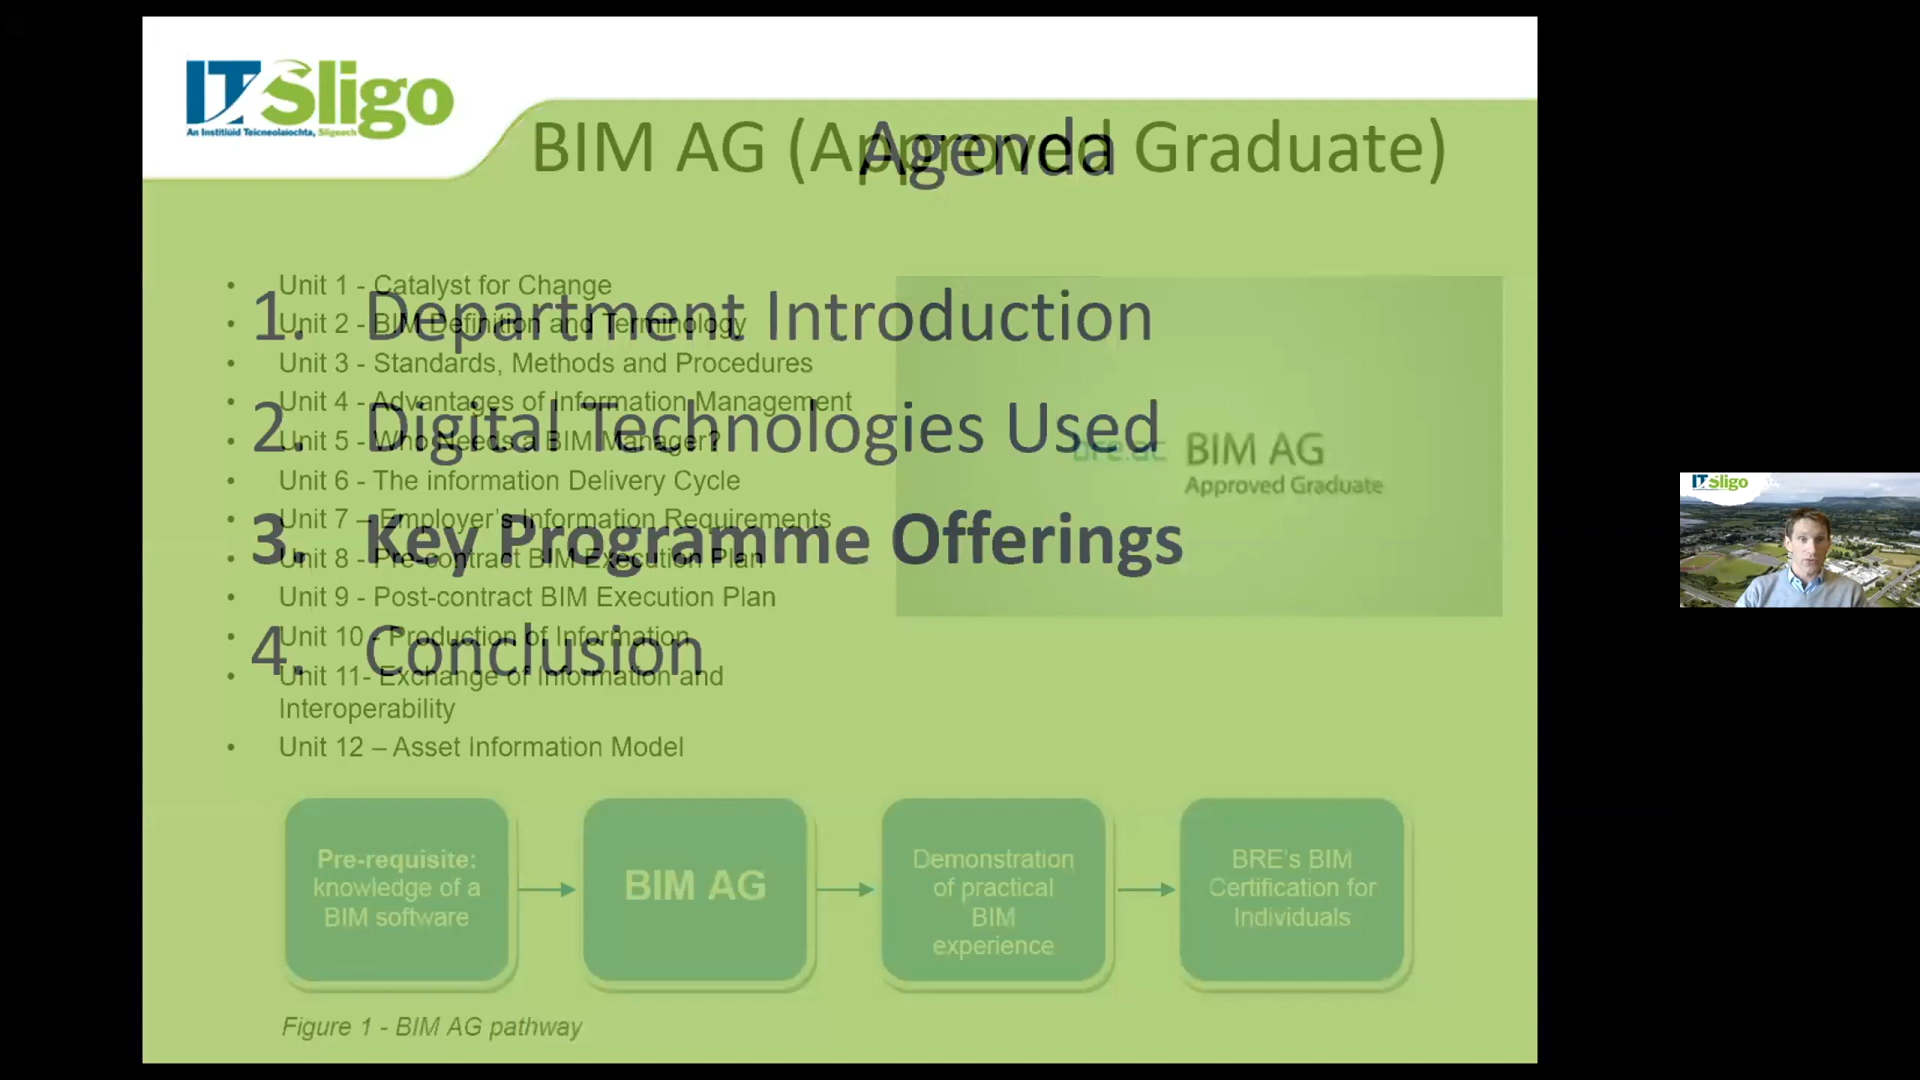 ITSligo
An Institiúid Teicneolaíochta, Sligeach
BIM AG (Approved Graduate)
Agenda
Unit 1 - Catalyst for Change
Unit 2 - BIM Definition and Terminology
Unit 3 - Standards, Methods and Procedures
Unit 4 - Advantages of Information Management
Unit 5 - Who Needs a BIM Manager?
Unit 6 - The information Delivery Cycle
Unit 7 – Employer's Information Requirements
Unit 8 - Pre-contract BIM Execution Plan
Unit 9 - Post-contract BIM Execution Plan
Unit 10 - Production of Information
Unit 11- Exchange of Information and
Interoperability
Unit 12 – Asset Information Model
1. Department Introduction
2. Digital Technologies Used
3. Key Programme Offerings
4. Conclusion
bre.ac BIM AG
Approved Graduate
Pre-requisite:
knowledge of a
BIM software
BIM AG
Demonstration
of practical
BIM
experience
BRE's BIM
Certification for
Individuals
Figure 1 - BIM AG pathway
ITSligo